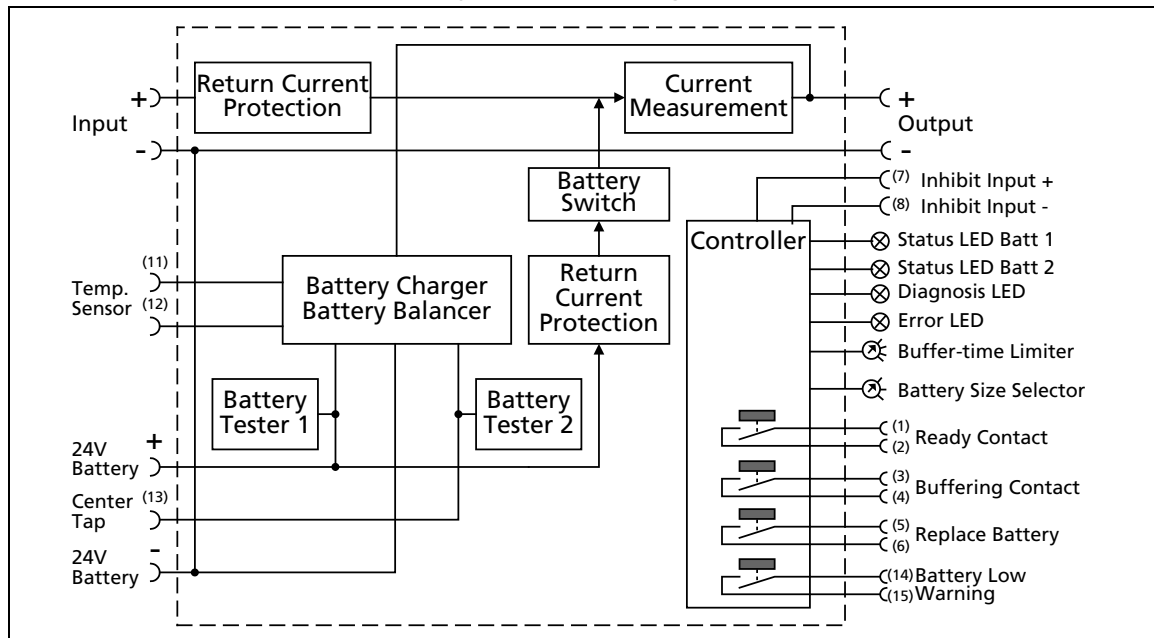 Return Current
Protection
Current
Measurement
+
Input
-
+
Output
-
Battery
Switch
(7) Inhibit Input +
(8) Inhibit Input -
Controller
Status LED Batt 1
Status LED Batt 2
Diagnosis LED
Error LED
Buffer-time Limiter
Battery Size Selector
(11)
Temp.
Sensor (12)
Battery Charger
Battery Balancer
Return
Current
Protection
Battery
Tester 1
Battery
Tester 2
+
24V
Battery
Center (13)
Tap
-
24V
Battery
(1)
(2) Ready Contact
(3)
(4) Buffering Contact
(5)
(6) Replace Battery
(14) Battery Low
(15) Warning